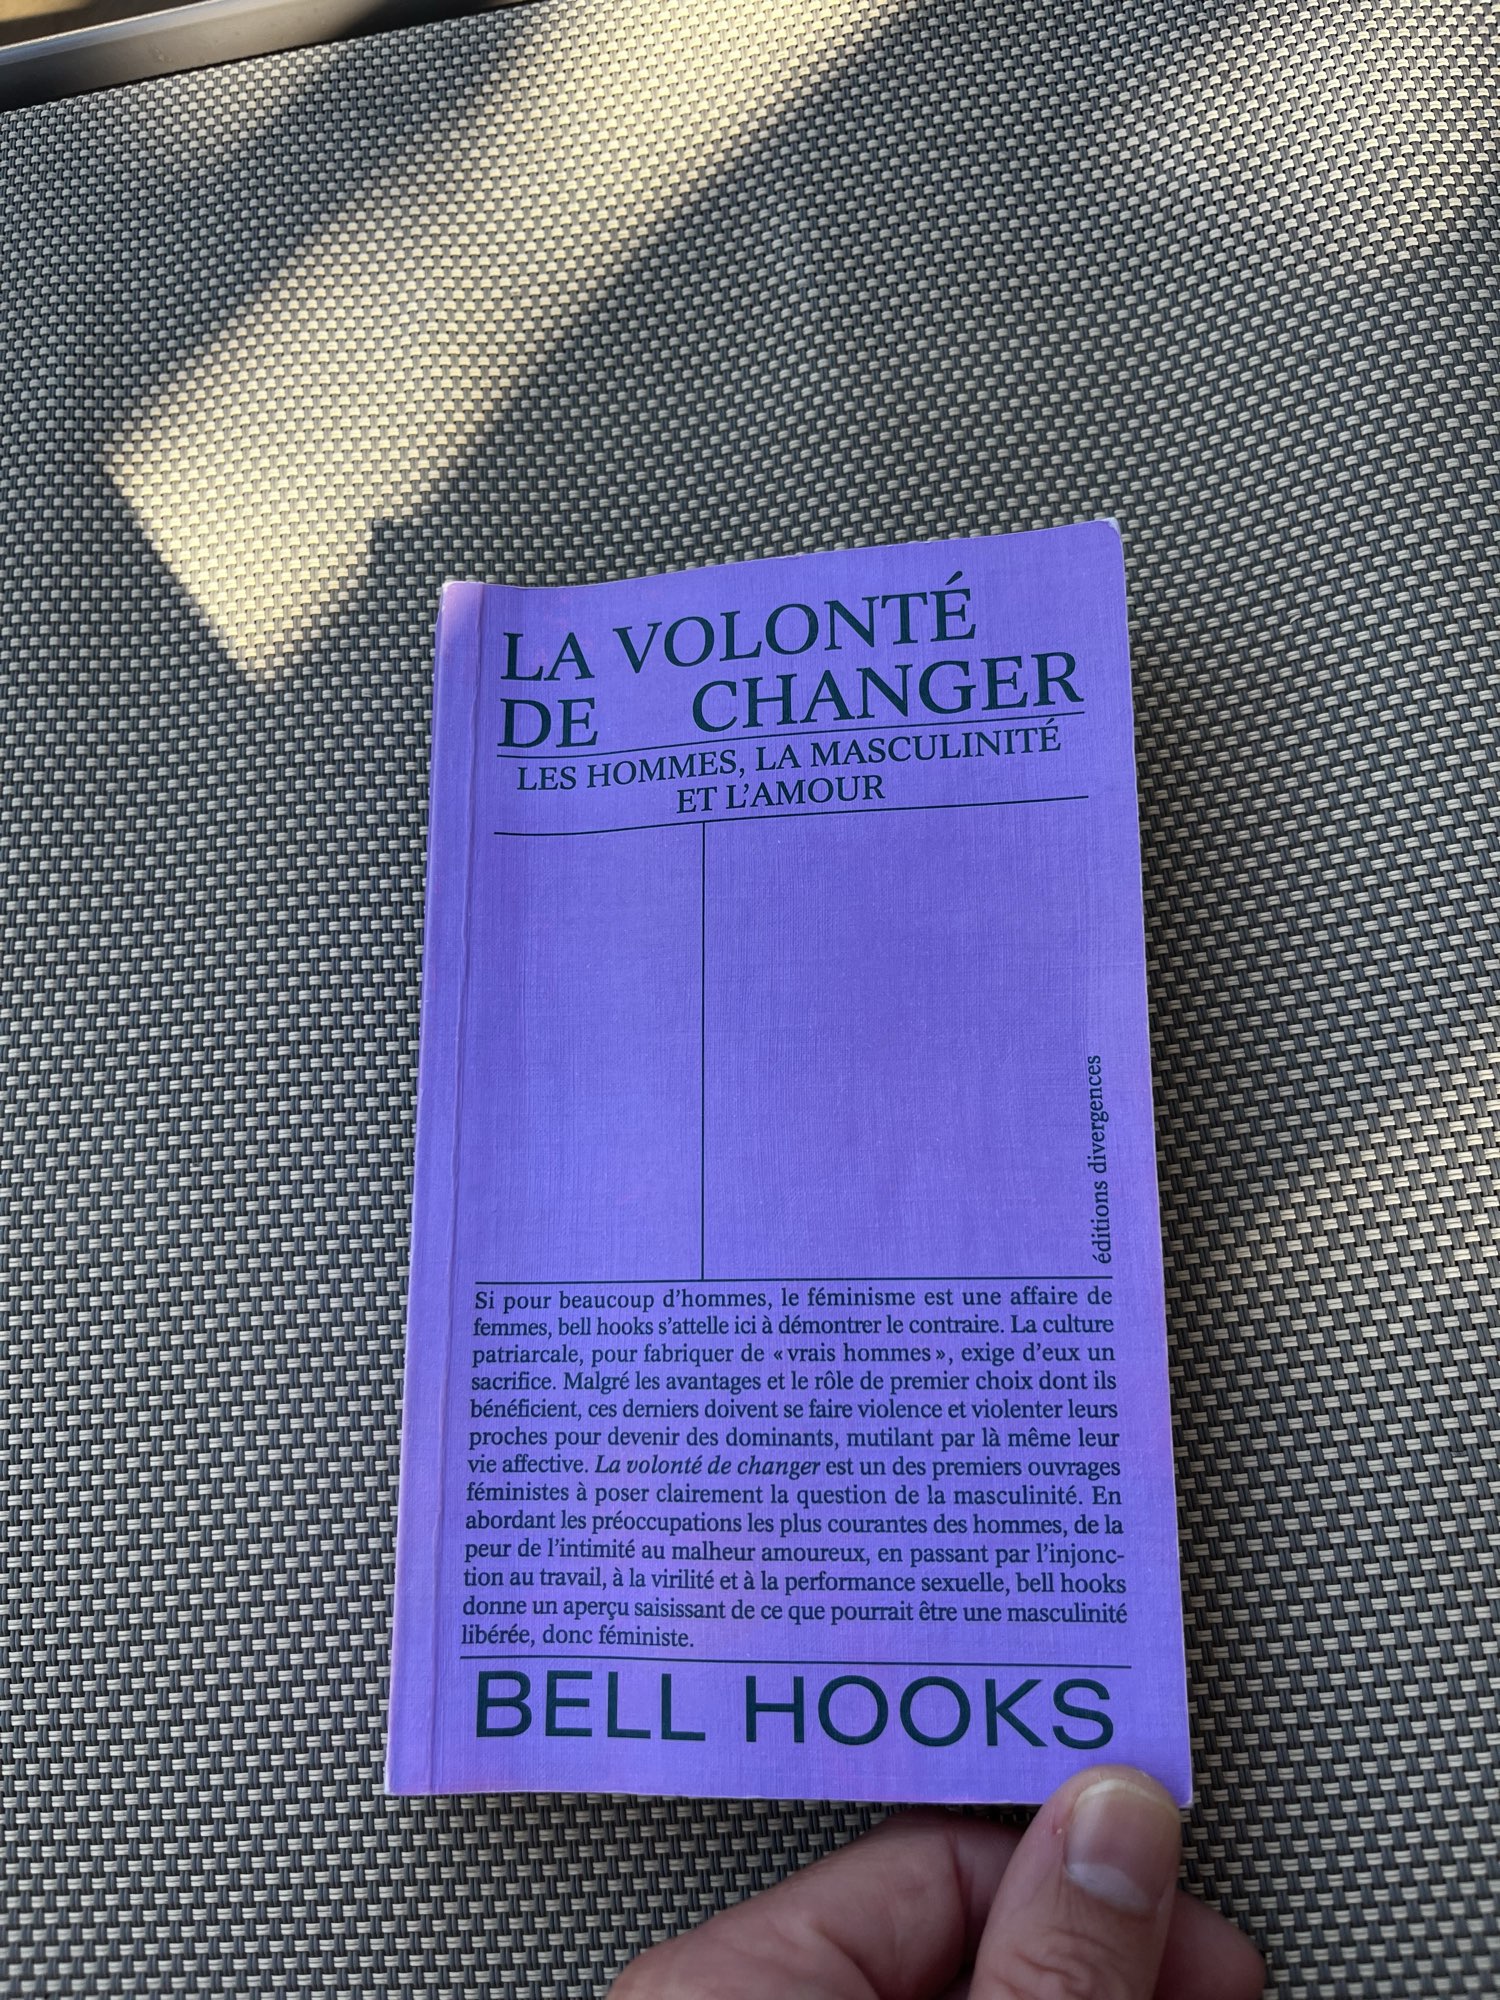 LA VOLONTÉ
DE CHANGER
LES HOMMES, LA MASCULINITÉ
ET L’AMOUR
éditions divergences
Si pour beaucoup d’hommes, le féminisme est une affaire de
femmes, bell hooks s’attelle ici à démontrer le contraire. La culture
patriarcale, pour fabriquer de « vrais hommes », exige d’eux un
sacrifice. Malgré les avantages et le rôle de premier choix dont ils
bénéficient, ces derniers doivent se faire violence et violenter leurs
proches pour devenir des dominants, mutilant par là même leur
vie affective. La volonté de changer est un des premiers ouvrages
féministes à poser clairement la question de la masculinité. En
abordant les préoccupations les plus courantes des hommes, de la
peur de l’intimité au malheur amoureux, en passant par l’injonc-
tion au travail, à la virilité et à la performance sexuelle, bell hooks
donne un aperçu saisissant de ce que pourrait être une masculinité
libérée, donc féministe.
BELL HOOKS